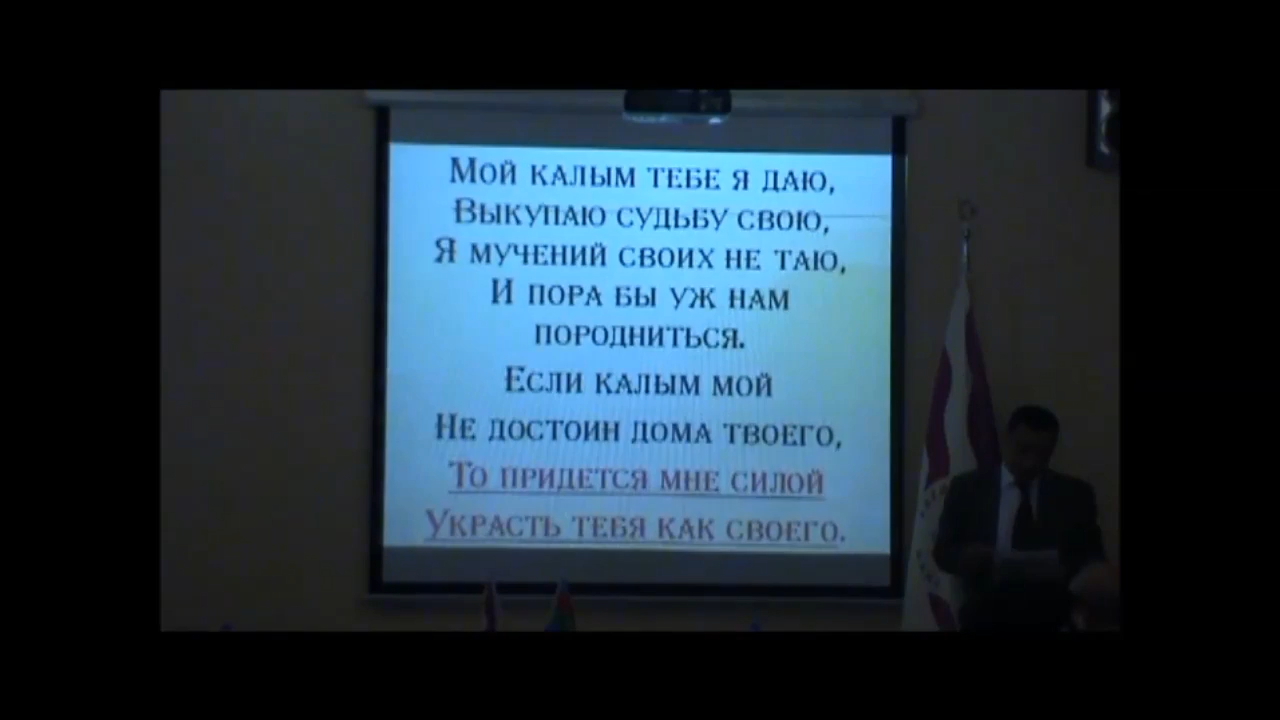 Мой калым тебе я даю,
Выкупаю судьбу свою,
Я мучений своих не таю,
И пора бы уж нам
породниться.
Если калым мой
Не достоин дома твоего,
То придется мне силой
Украсть тебя как своего.